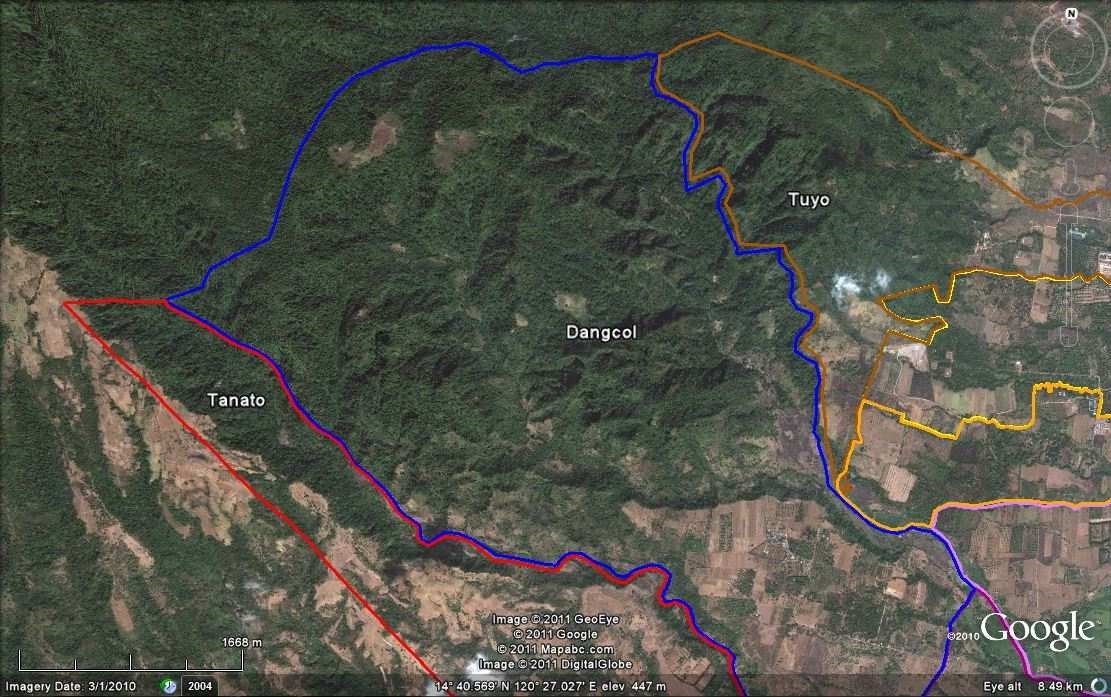 N
Tuyo
Dangcol
Tanato
Image © 2011 GeoEye
© 2011 Google
© 2011 Mapabc.com
Image © 2011 DigitalGlobe
©2010 Google™
1668 m
Imagery Date: 3/1/2010 2004 14° 40.569' N 120° 27.027' E elev 447 m Eye alt 8.49 km